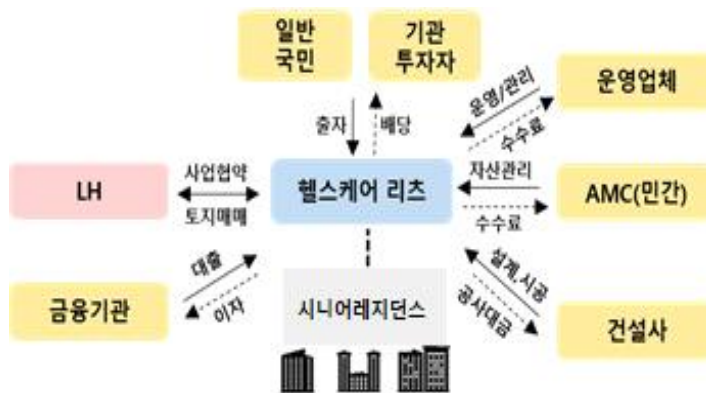 일반
국민
기관
투자자
출자
배당
운영업체
운영/관리
수수료
LH
사업협약
토지매매
헬스케어 리츠
자산관리
수수료
AMC(민간)
금융기관
대출
이자
시니어레지던스
설계,시공
공사대금
건설사